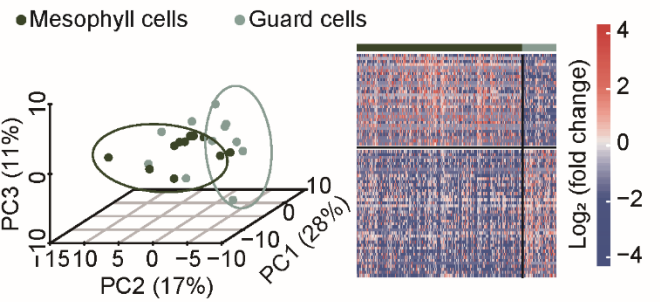 Mesophyll cells
Guard cells
PC3 (11%)
10
0
-10
15 10 5 0 -5 -10
PC2 (17%)
-10
0
10
PC1 (28%)
4
2
0
-2
-4
Log₂ (fold change)